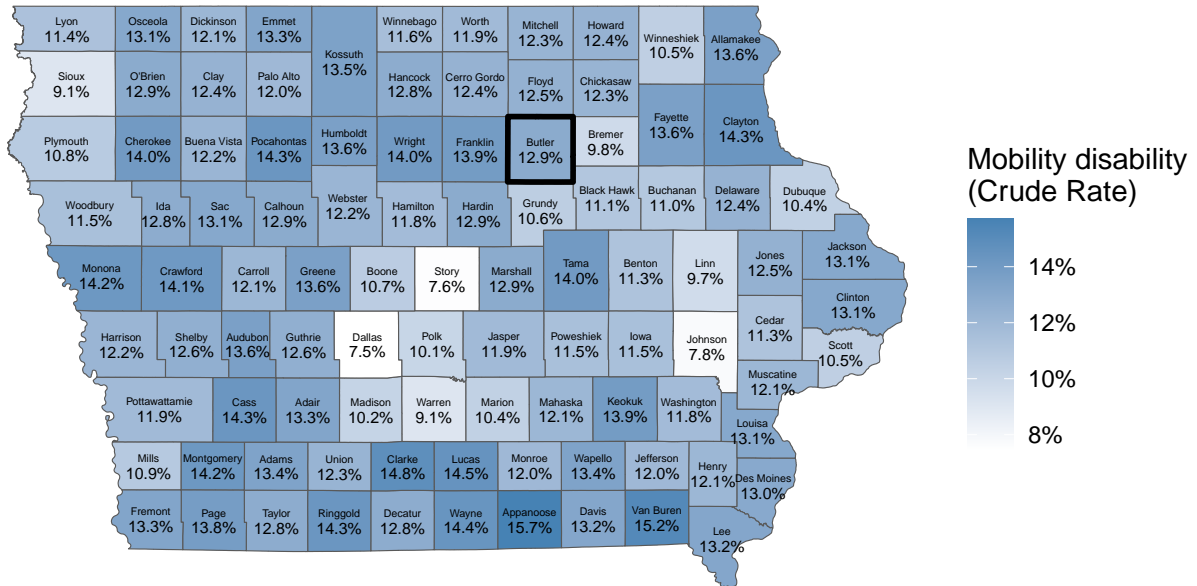 Lyon
11.4%
Osceola
13.1%
Dickinson
12.1%
Emmet
13.3%
Kossuth
13.5%
Winnebago
11.6%
Worth
11.9%
Mitchell
12.3%
Howard
12.4%
Winneshiek
10.5%
Allamakee
13.6%
Sioux
9.1%
O'Brien
12.9%
Clay
12.4%
Palo Alto
12.0%
Hancock
12.8%
Cerro Gordo
12.4%
Floyd
12.5%
Chickasaw
12.3%
Fayette
13.6%
Clayton
14.3%
Plymouth
10.8%
Cherokee
14.0%
Buena Vista
12.2%
Pocahontas
14.3%
Humboldt
13.6%
Wright
14.0%
Franklin
13.9%
Butler
12.9%
Bremer
9.8%
Woodbury
11.5%
Ida
12.8%
Sac
13.1%
Calhoun
12.9%
Webster
12.2%
Hamilton
11.8%
Hardin
12.9%
Grundy
10.6%
Black Hawk
11.1%
Buchanan
11.0%
Delaware
12.4%
Dubuque
10.4%
Monona
14.2%
Crawford
14.1%
Carroll
12.1%
Greene
13.6%
Boone
10.7%
Story
7.6%
Marshall
12.9%
Tama
14.0%
Benton
11.3%
Linn
9.7%
Jones
12.5%
Jackson
13.1%
Clinton
13.1%
Harrison
12.2%
Shelby
12.6%
Audubon
13.6%
Guthrie
12.6%
Dallas
7.5%
Polk
10.1%
Jasper
11.9%
Poweshiek
11.5%
Iowa
11.5%
Johnson
7.8%
Cedar
11.3%
Scott
10.5%
Muscatine
12.1%
Pottawattamie
11.9%
Cass
14.3%
Adair
13.3%
Madison
10.2%
Warren
9.1%
Marion
10.4%
Mahaska
12.1%
Keokuk
13.9%
Washington
11.8%
Louisa
13.1%
Mills
10.9%
Montgomery
14.2%
Adams
13.4%
Union
12.3%
Clarke
14.8%
Lucas
14.5%
Monroe
12.0%
Wapello
13.4%
Jefferson
12.0%
Henry
12.1%
Des Moines
13.0%
Fremont
13.3%
Page
13.8%
Taylor
12.8%
Ringgold
14.3%
Decatur
12.8%
Wayne
14.4%
Appanoose
15.7%
Davis
13.2%
Van Buren
15.2%
Lee
13.2%
Mobility disability
(Crude Rate)
14%
12%
10%
8%